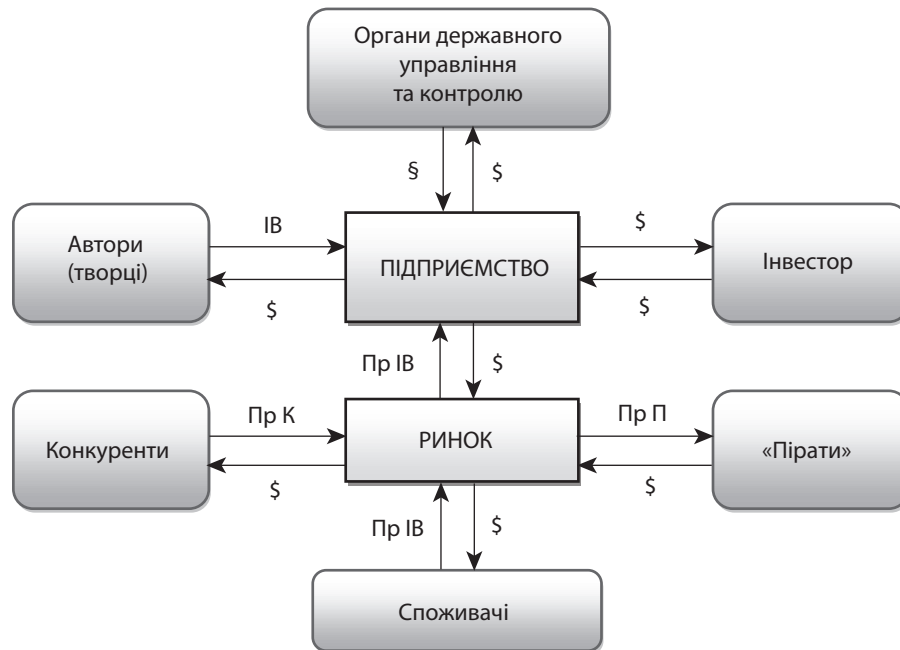 Органи державного
управління
та контролю
§
$
Автори
(творці)
ІВ
$
ПІДПРИЄМСТВО
$
$
Інвестор
Пр ІВ
$
Конкуренти
Пр К
$
РИНОК
Пр П
$
«Пірати»
Пр ІВ
$
Споживачі